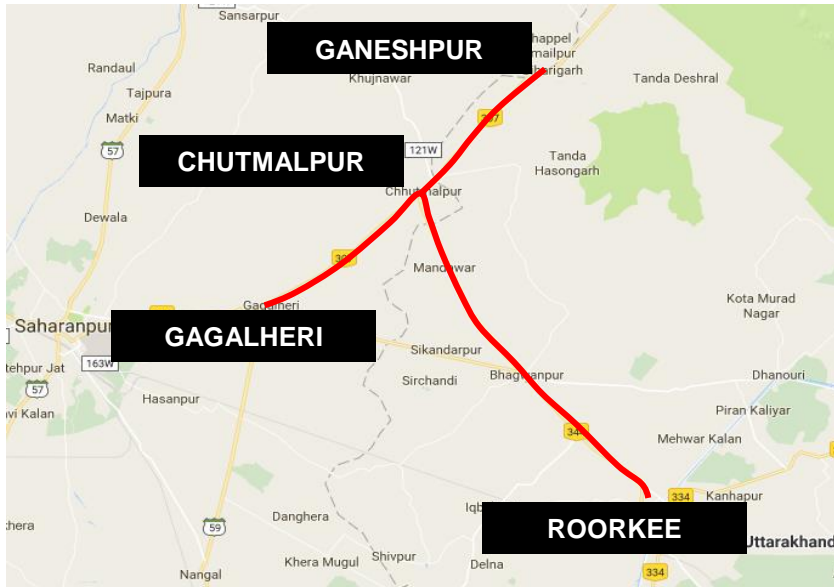 Sansarpur
GANESHPUR
Randaul
Khujnawar
Tanda Deshral
Tajpura
Matki
57
CHUTMALPUR
121W
Tanda
Hasongarh
Dewala
Mandawar
Gagalheri
Kota Murad
Nagar
Saharanpur
GAGALHERI
163W
Sikandarpur
Bhagwanpur
Dhanouri
57
Sirchandi
Hasanpur
Piran Kaliyar
Mehwar Kalan
334
Kanhapur
Danghera
59
ROORKEE
Uttarakhand
Khera Mugul
Shivpur
Delna
Nangal
334